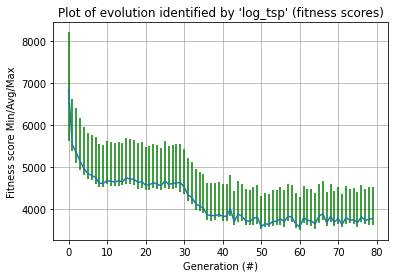 Plot of evolution identified by 'log_tsp' (fitness scores)
Fitness score Min/Avg/Max
8000
7000
6000
5000
4000
0 10 20 30 40 50 60 70 80
Generation (#)